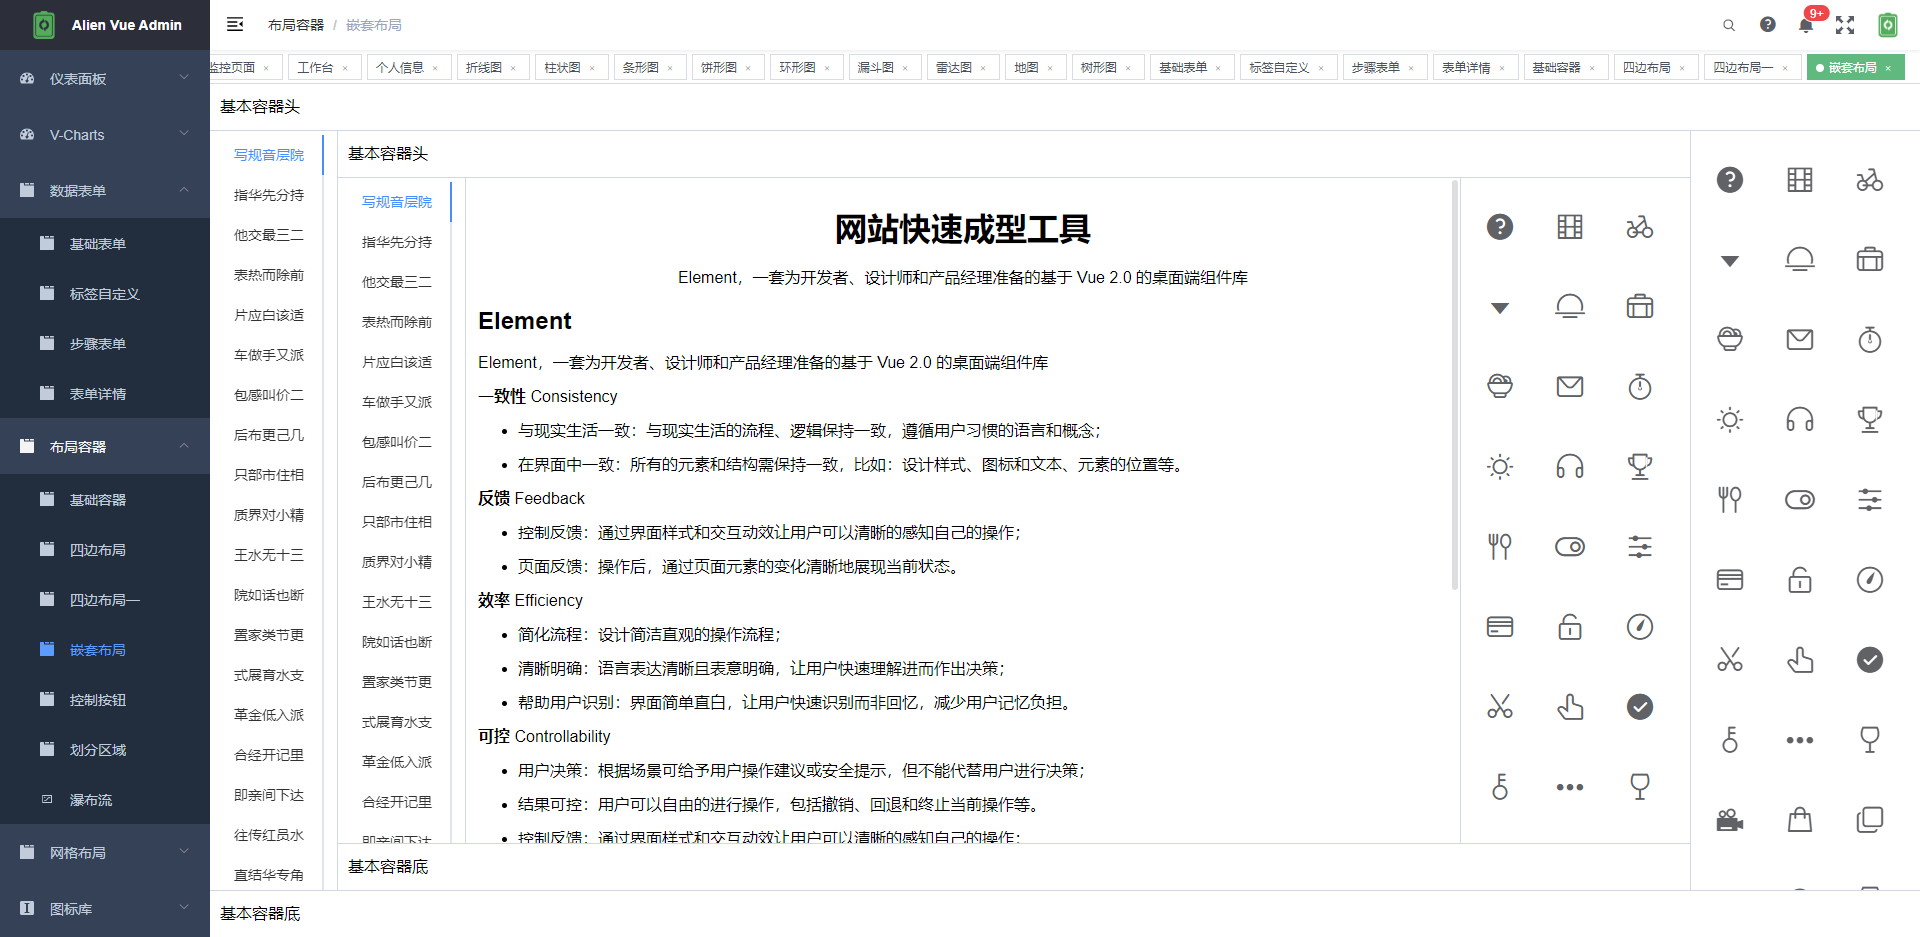 Alien Vue Admin
布局容器 / 嵌套布局
9+
监控页面
工作台
个人信息
折线图
柱状图
条形图
饼形图
环形图
漏斗图
雷达图
地图
树形图
基础表单
标签自定义
步骤表单
表单详情
基础容器
四边布局
四边布局一
嵌套布局
仪表面板
V-Charts
数据表单
基础表单
标签自定义
步骤表单
表单详情
布局容器
基础容器
四边布局
四边布局一
嵌套布局
控制按钮
划分区域
瀑布流
网格布局
图标库
基本容器头
写规音层院
指华先分持
他交最三二
表热而除前
片应白该适
车做手又派
包感叫价二
后布更己几
只部市住相
质界对小精
王水无十三
院如话也断
置家类节更
式展育水支
革金低入派
合经开记里
即亲间下达
往传红员水
直结华专角
基本容器头
写规音层院
指华先分持
他交最三二
表热而除前
片应白该适
车做手又派
包感叫价二
后布更己几
只部市住相
质界对小精
王水无十三
院如话也断
置家类节更
式展育水支
革金低入派
合经开记里
即亲间下达
网站快速成型工具
Element，一套为开发者、设计师和产品经理准备的基于 Vue 2.0 的桌面端组件库
Element
Element，一套为开发者、设计师和产品经理准备的基于 Vue 2.0 的桌面端组件库
一致性 Consistency
与现实生活一致：与现实生活的流程、逻辑保持一致，遵循用户习惯的语言和概念；
在界面中一致：所有的元素和结构需保持一致，比如：设计样式、图标和文本、元素的位置等。
反馈 Feedback
控制反馈：通过界面样式和交互动效让用户可以清晰的感知自己的操作；
页面反馈：操作后，通过页面元素的变化清晰地展现当前状态。
效率 Efficiency
简化流程：设计简洁直观的操作流程；
清晰明确：语言表达清晰且表意明确，让用户快速理解进而作出决策；
帮助用户识别：界面简单直白，让用户快速识别而非回忆，减少用户记忆负担。
可控 Controllability
用户决策：根据场景可给予用户操作建议或安全提示，但不能代替用户进行决策；
结果可控：用户可以自由的进行操作，包括撤销、回退和终止当前操作等。
控制反馈：通过界面样式和交互动效让用户可以清晰的感知自己的操作；
基本容器底
基本容器底